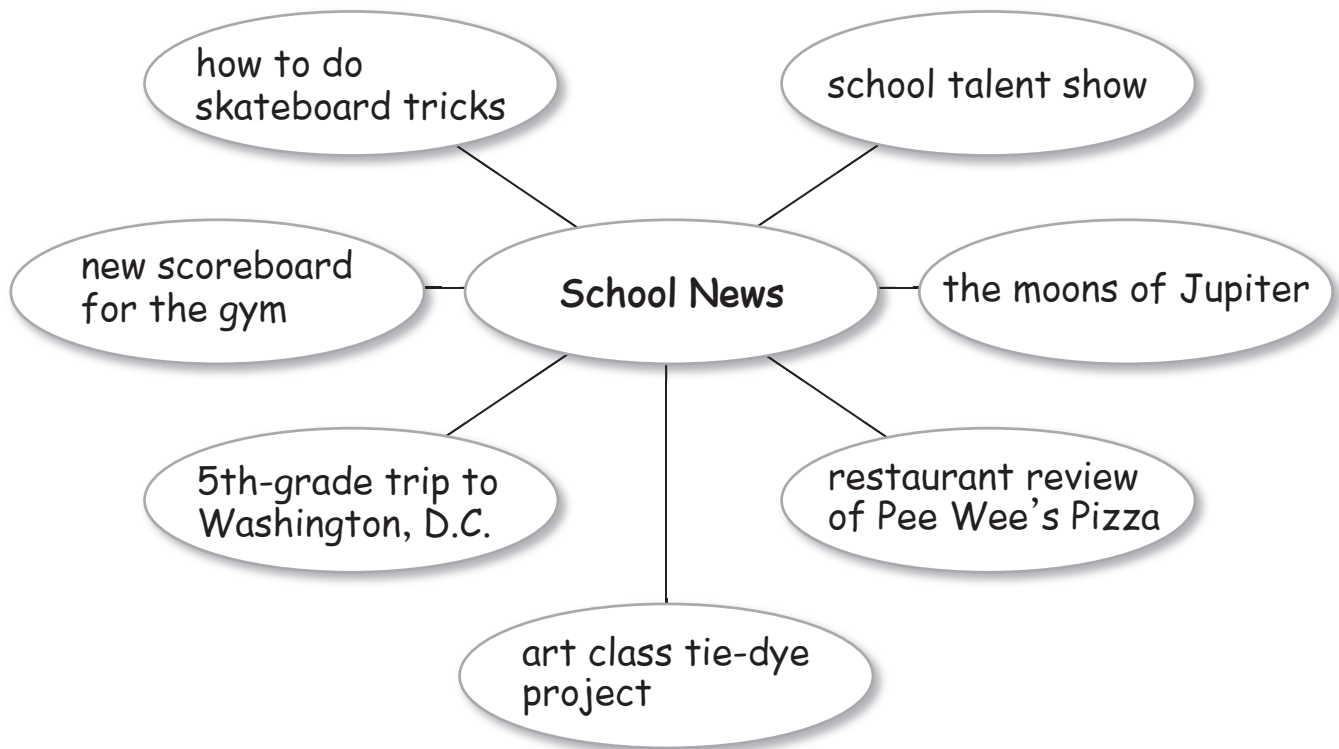 how to do
skateboard tricks
school talent show
new scoreboard
for the gym
School News
the moons of Jupiter
5th-grade trip to
Washington, D.C.
restaurant review
of Pee Wee's Pizza
art class tie-dye
project